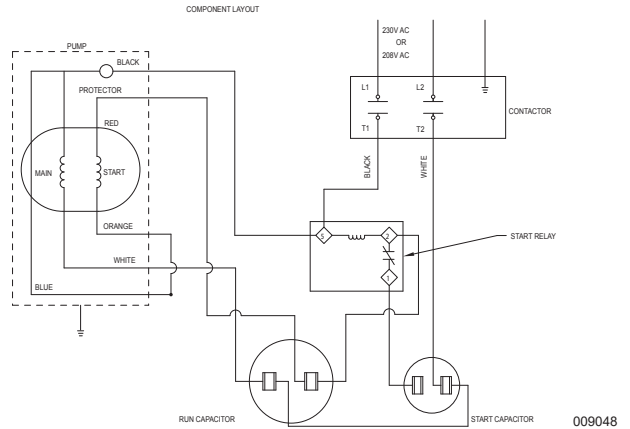 COMPONENT LAYOUT
230V AC
OR
208V AC
PUMP
BLACK
PROTECTOR
L1
L2
CONTACTOR
RED
T1
T2
MAIN
START
BLACK
WHITE
ORANGE
5
2
START RELAY
WHITE
1
BLUE
RUN CAPACITOR
START CAPACITOR
009048